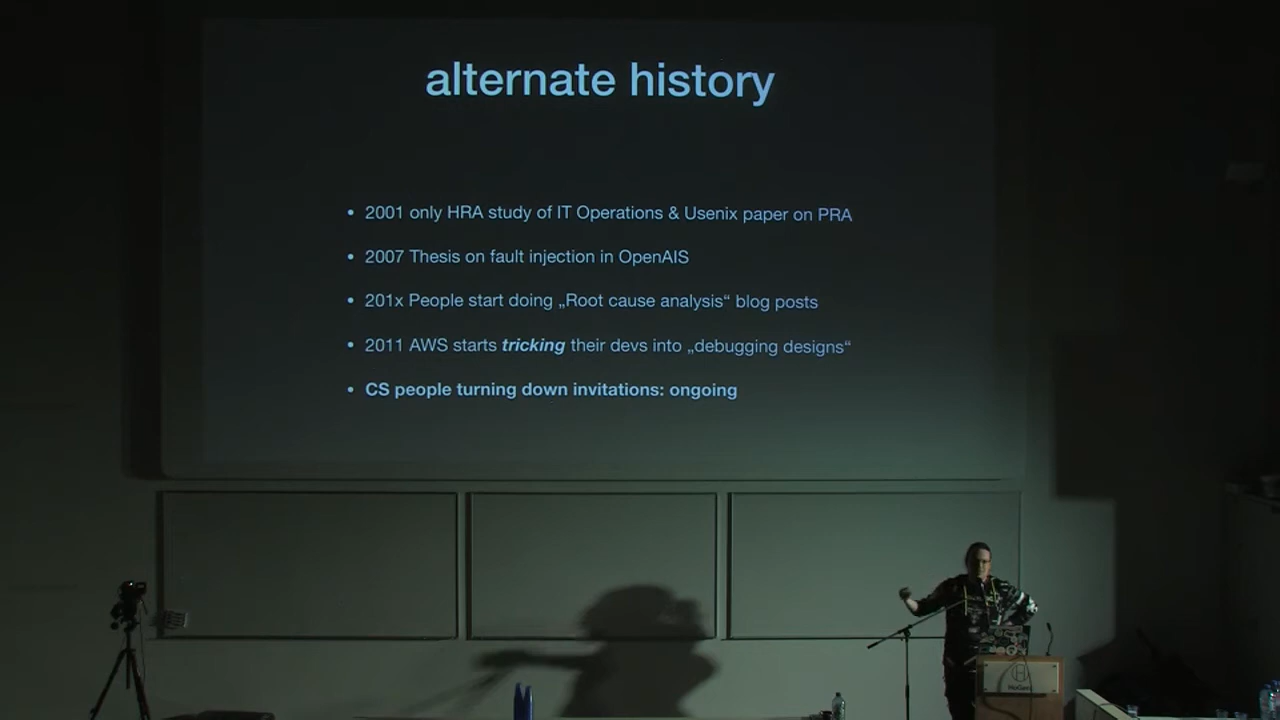 alternate history
• 2001 only HRA study of IT Operations & Usenix paper on PRA
• 2007 Thesis on fault injection in OpenAIS
• 201x People start doing „Root cause analysis“ blog posts
• 2011 AWS starts tricking their devs into „debugging designs“
• CS people turning down invitations: ongoing